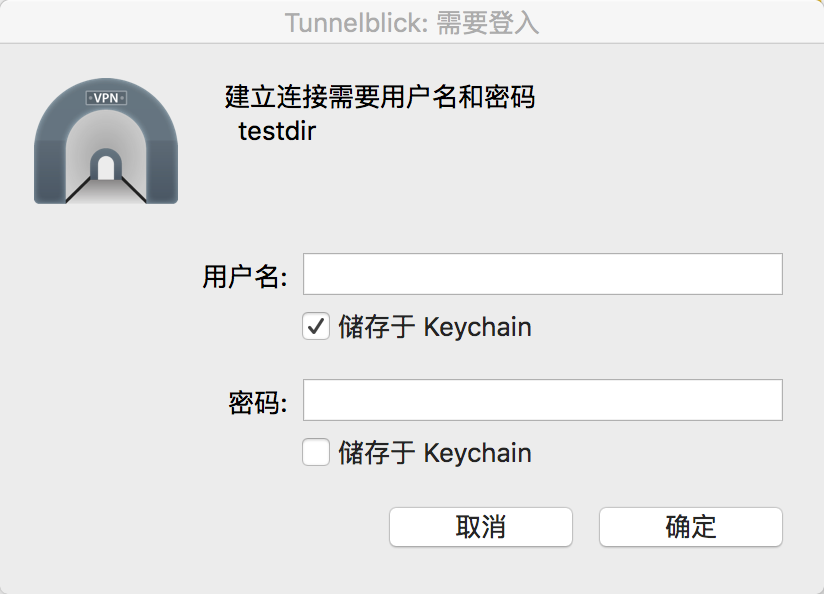 Tunnelblick: 需要登入
VPN
建立连接需要用户名和密码
testdir
用户名:
储存于 Keychain
密码:
储存于 Keychain
取消
确定